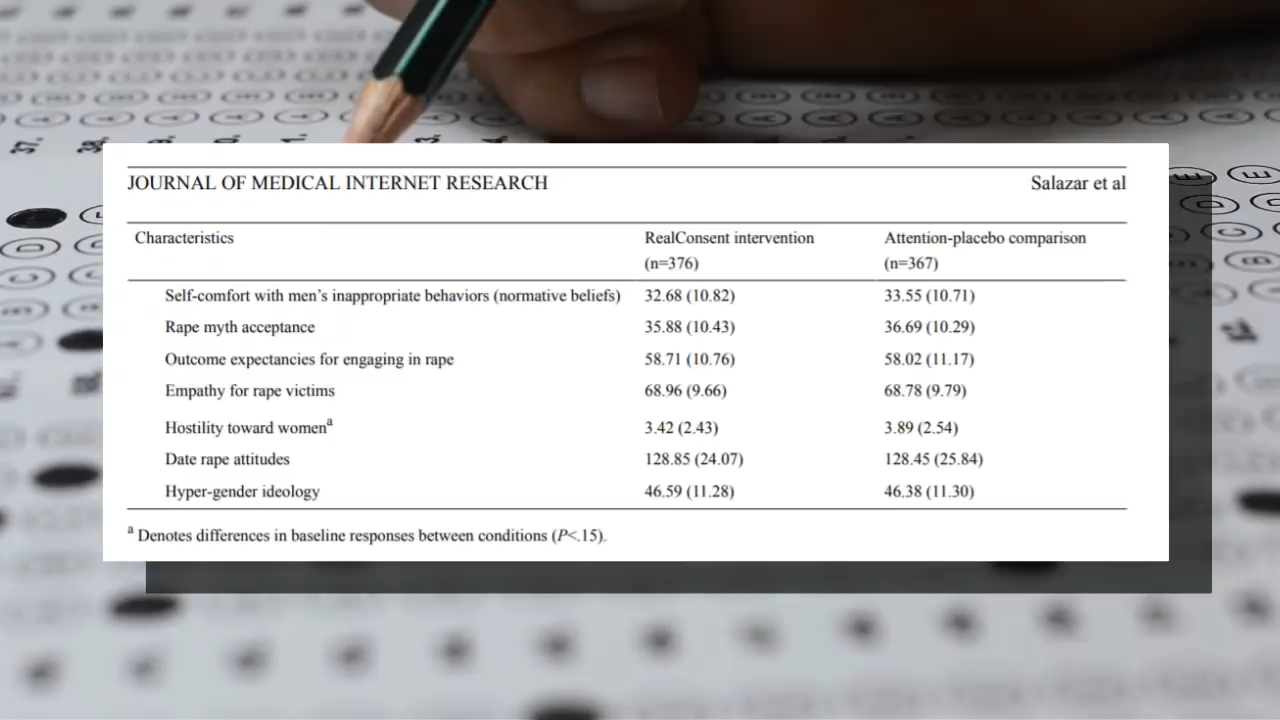 JOURNAL OF MEDICAL INTERNET RESEARCH Salazar et al
Characteristics RealConsent intervention Attention-placebo comparison
(n=376) (n=367)
Self-comfort with men's inappropriate behaviors (normative beliefs) 32.68 (10.82) 33.55 (10.71)
Rape myth acceptance 35.88 (10.43) 36.69 (10.29)
Outcome expectancies for engaging in rape 58.71 (10.76) 58.02 (11.17)
Empathy for rape victims 68.96 (9.66) 68.78 (9.79)
Hostility toward womenᵃ 3.42 (2.43) 3.89 (2.54)
Date rape attitudes 128.85 (24.07) 128.45 (25.84)
Hyper-gender ideology 46.59 (11.28) 46.38 (11.30)
ᵃ Denotes differences in baseline responses between conditions (P<.15).